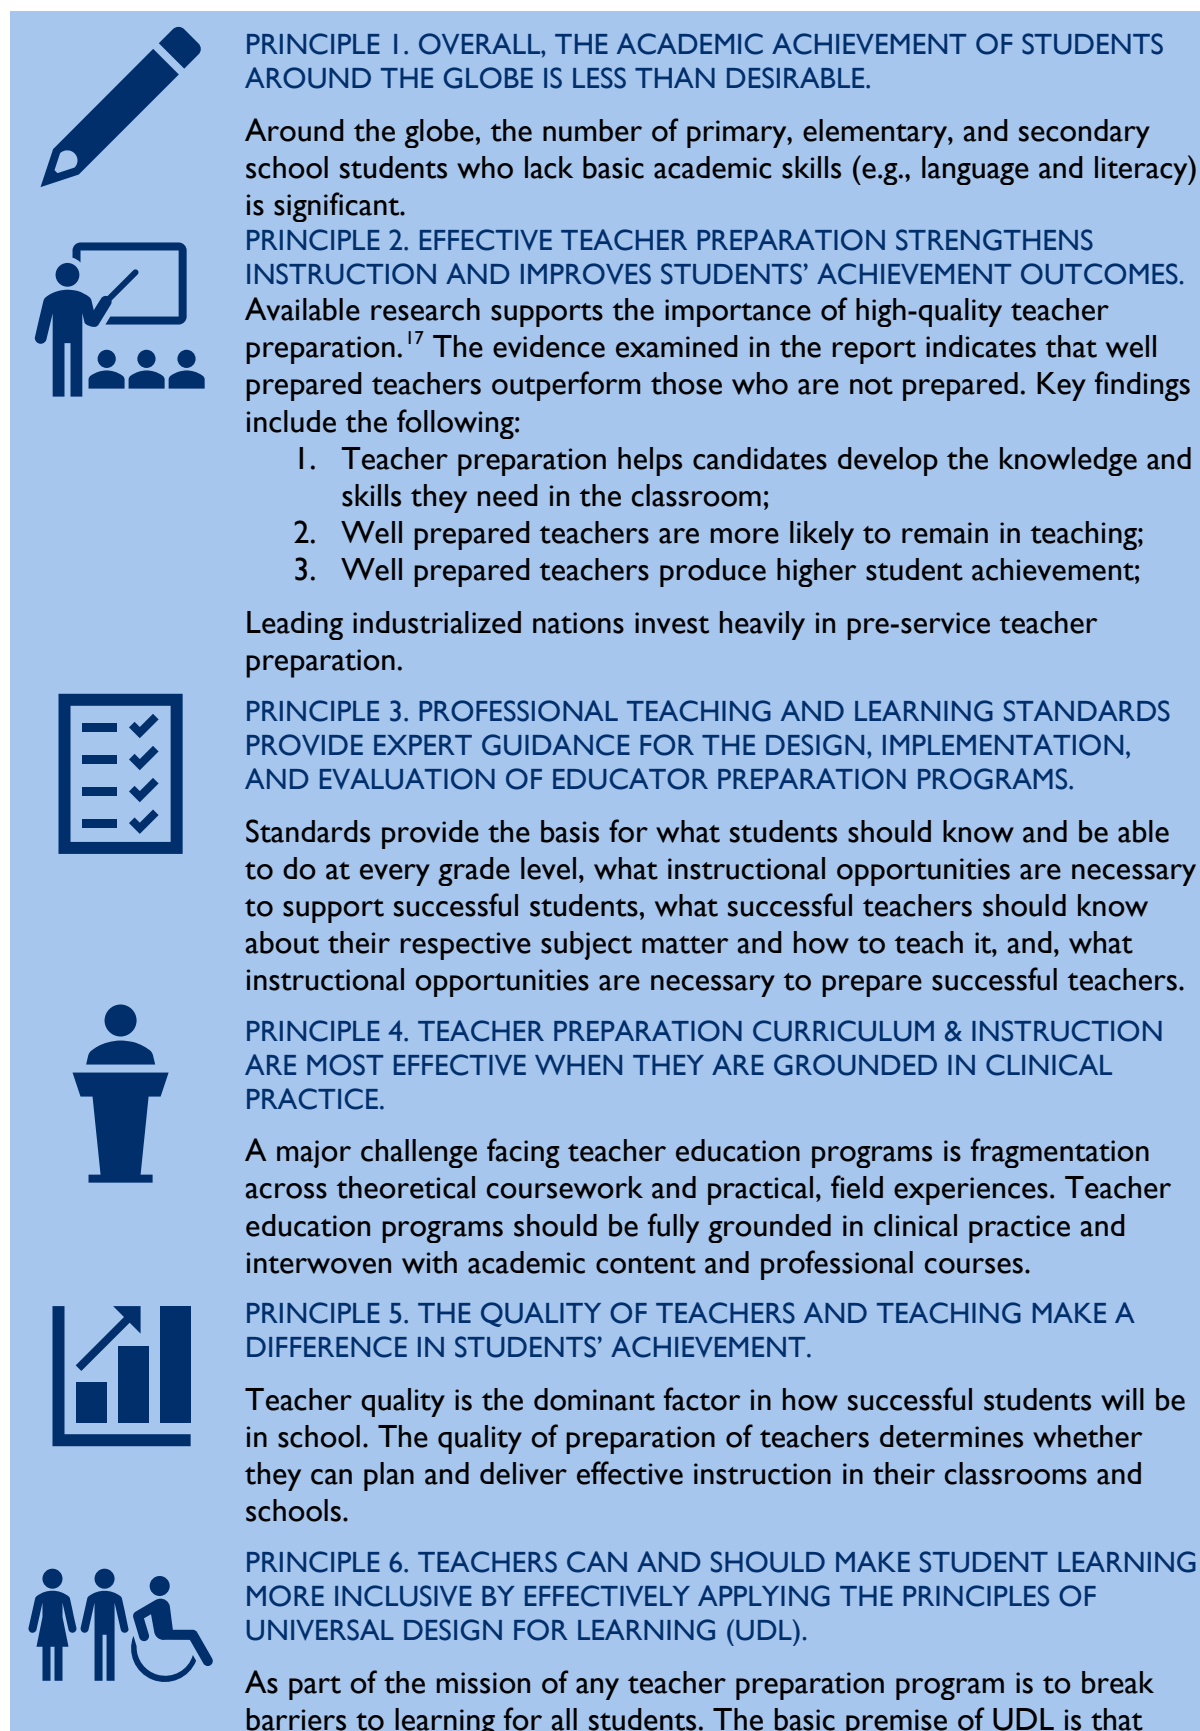 PRINCIPLE 1. OVERALL, THE ACADEMIC ACHIEVEMENT OF STUDENTS
AROUND THE GLOBE IS LESS THAN DESIRABLE.
Around the globe, the number of primary, elementary, and secondary
school students who lack basic academic skills (e.g., language and literacy)
is significant.
PRINCIPLE 2. EFFECTIVE TEACHER PREPARATION STRENGTHENS
INSTRUCTION AND IMPROVES STUDENTS’ ACHIEVEMENT OUTCOMES.
Available research supports the importance of high-quality teacher
preparation.17 The evidence examined in the report indicates that well
prepared teachers outperform those who are not prepared. Key findings
include the following:
1. Teacher preparation helps candidates develop the knowledge and
skills they need in the classroom;
2. Well prepared teachers are more likely to remain in teaching;
3. Well prepared teachers produce higher student achievement;
Leading industrialized nations invest heavily in pre-service teacher
preparation.
PRINCIPLE 3. PROFESSIONAL TEACHING AND LEARNING STANDARDS
PROVIDE EXPERT GUIDANCE FOR THE DESIGN, IMPLEMENTATION,
AND EVALUATION OF EDUCATOR PREPARATION PROGRAMS.
Standards provide the basis for what students should know and be able
to do at every grade level, what instructional opportunities are necessary
to support successful students, what successful teachers should know
about their respective subject matter and how to teach it, and, what
instructional opportunities are necessary to prepare successful teachers.
PRINCIPLE 4. TEACHER PREPARATION CURRICULUM & INSTRUCTION
ARE MOST EFFECTIVE WHEN THEY ARE GROUNDED IN CLINICAL
PRACTICE.
A major challenge facing teacher education programs is fragmentation
across theoretical coursework and practical, field experiences. Teacher
education programs should be fully grounded in clinical practice and
interwoven with academic content and professional courses.
PRINCIPLE 5. THE QUALITY OF TEACHERS AND TEACHING MAKE A
DIFFERENCE IN STUDENTS’ ACHIEVEMENT.
Teacher quality is the dominant factor in how successful students will be
in school. The quality of preparation of teachers determines whether
they can plan and deliver effective instruction in their classrooms and
schools.
PRINCIPLE 6. TEACHERS CAN AND SHOULD MAKE STUDENT LEARNING
MORE INCLUSIVE BY EFFECTIVELY APPLYING THE PRINCIPLES OF
UNIVERSAL DESIGN FOR LEARNING (UDL).
As part of the mission of any teacher preparation program is to break
barriers to learning for all students. The basic premise of UDL is that